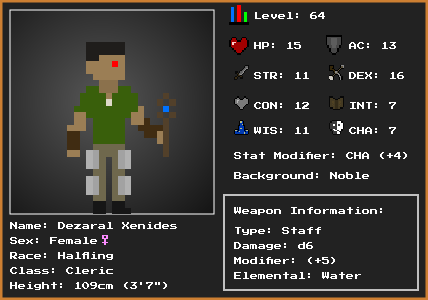 Level: 64
HP: 15
AC: 13
STR: 11
DEX: 16
CON: 12
INT: 7
WIS: 11
CHA: 7
Stat Modifier: CHA (+4)
Background: Noble
Name: Dezaral Xenides
Sex: Female♀
Race: Halfling
Class: Cleric
Height: 109cm (3'7")
Weapon Information:
Type: Staff
Damage: d6
Modifier: (+5)
Elemental: Water